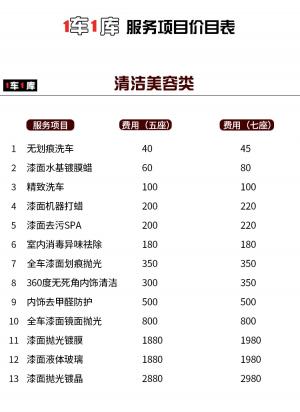 1车1库 服务项目价目表
1车1库 清洁美容类
服务项目 费用（五座） 费用（七座）
1 无划痕洗车 40 45
2 漆面水基镀膜蜡 60 80
3 精致洗车 100 100
4 漆面机器打蜡 200 220
5 漆面去污SPA 200 220
6 室内消毒异味祛除 180 180
7 全车漆面划痕抛光 350 350
8 360度无死角内饰清洁 300 350
9 内饰去甲醛防护 500 500
10 全车漆面镜面抛光 800 800
11 漆面抛光镀膜 1880 1980
12 漆面液体玻璃 1880 1980
13 漆面抛光镀晶 2880 2980